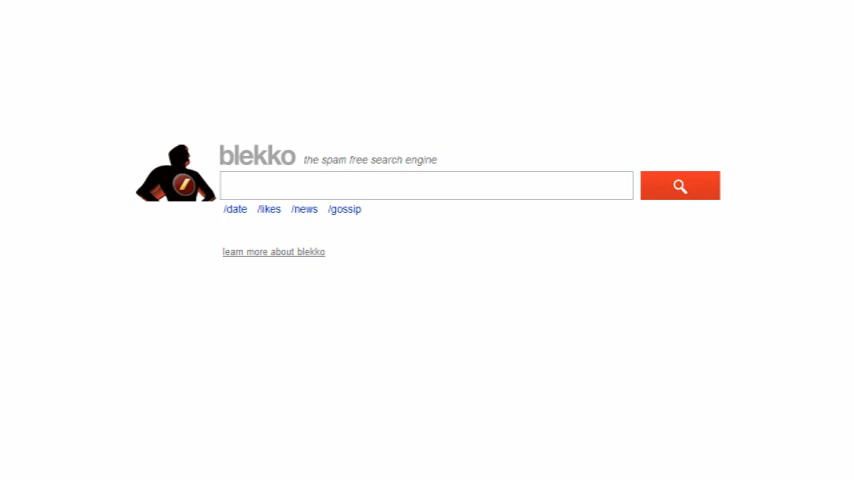 blekko the spam free search engine
/date /likes /news /gossip
learn more about blekko